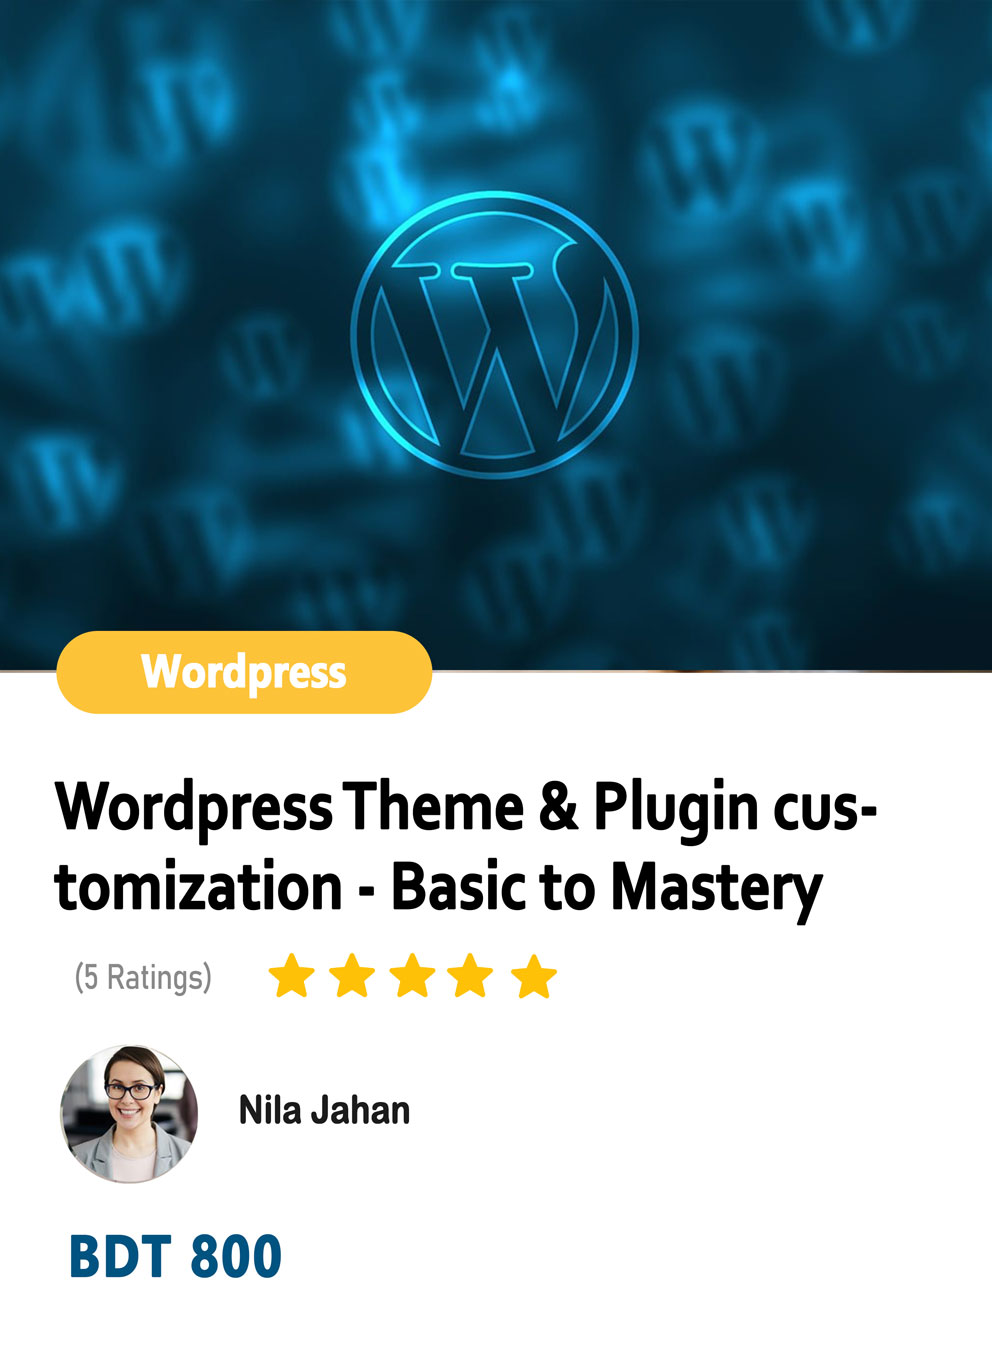 Wordpress
Wordpress Theme & Plugin cus-
tomization - Basic to Mastery
(5 Ratings)
Nila Jahan
BDT 800